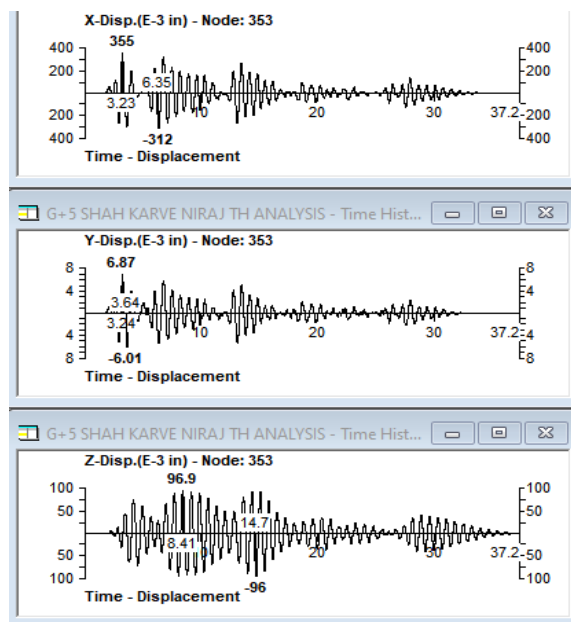 X-Disp.(E-3 in) - Node: 353
355
400 400
200 200
6.35
3.23 10 20 30 37.2
200 200
400 400
-312
Time - Displacement
G+5 SHAH KARVE NIRAJ TH ANALYSIS - Time Hist...
Y-Disp.(E-3 in) - Node: 353
6.87
8 8
4 4
3.64
3.24 10 20 30 37.2
4 4
8 8
-6.01
Time - Displacement
G+5 SHAH KARVE NIRAJ TH ANALYSIS - Time Hist...
Z-Disp.(E-3 in) - Node: 353
96.9
100 100
50 50
14.7
8.41 0 20 30 37.2
50 50
100 100
-96
Time - Displacement